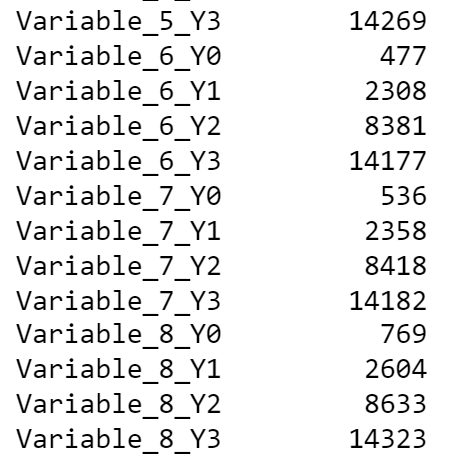 Variable_5_Y3 14269
Variable_6_Y0 477
Variable_6_Y1 2308
Variable_6_Y2 8381
Variable_6_Y3 14177
Variable_7_Y0 536
Variable_7_Y1 2358
Variable_7_Y2 8418
Variable_7_Y3 14182
Variable_8_Y0 769
Variable_8_Y1 2604
Variable_8_Y2 8633
Variable_8_Y3 14323